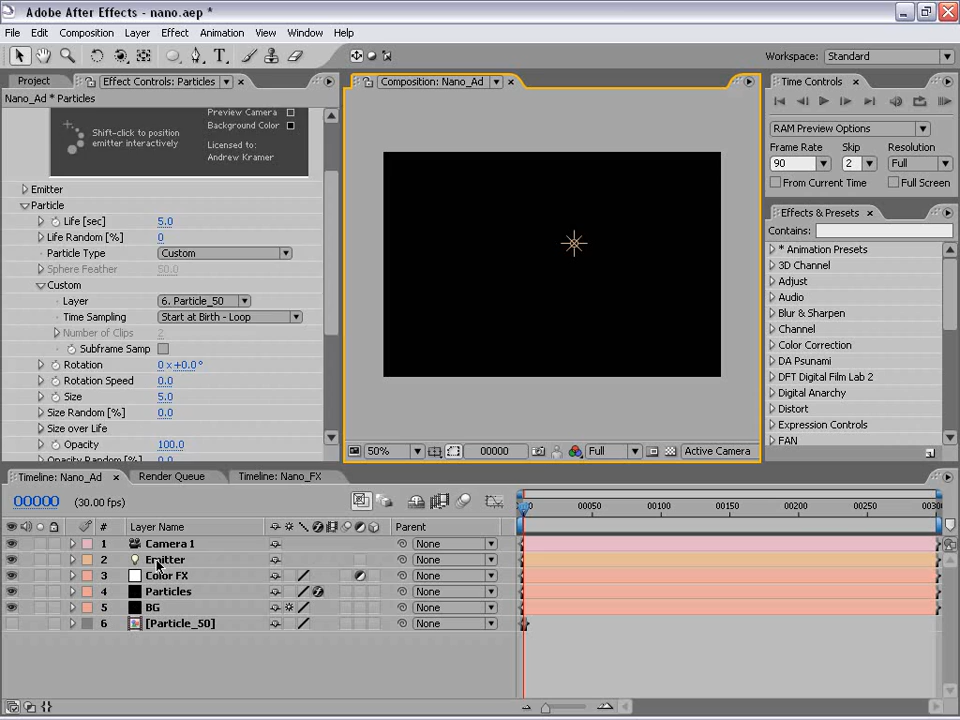 Adobe After Effects - nano.aep *
File Edit Composition Layer Effect Animation View Window Help
Workspace: Standard
Project Effect Controls: Particles
Composition: Nano_Ad
Time Controls
Nano_Ad * Particles
Preview Camera
Background Color
Shift-click to position
emitter interactively
Licensed to:
Andrew Kramer
Emitter
Particle
Life [sec] 5.0
Life Random [%] 0
Particle Type Custom
Sphere Feather 50.0
Custom
Layer 6. Particle_50
Time Sampling Start at Birth - Loop
Number of Clips 2
Subframe Samp
Rotation 0 x +0.0 °
Rotation Speed 0.0
Size 5.0
Size Random [%] 0.0
Size over Life
Opacity 100.0
Opacity Random [%] 0.0
50% 00000 Full Active Camera
RAM Preview Options
Frame Rate Skip Resolution
90 2 Full
From Current Time Full Screen
Effects & Presets
Contains:
* Animation Presets
3D Channel
Adjust
Audio
Blur & Sharpen
Channel
Color Correction
DA Psunami
DFT Digital Film Lab 2
Digital Anarchy
Distort
Expression Controls
FAN
Timeline: Nano_Ad Render Queue Timeline: Nano_FX
00000 (30.00 fps)
00050 00100 00150 00200 00250 0030
# Layer Name Parent
1 Camera 1 None
2 Emitter None
3 Color FX None
4 Particles None
5 BG None
6 [Particle_50] None